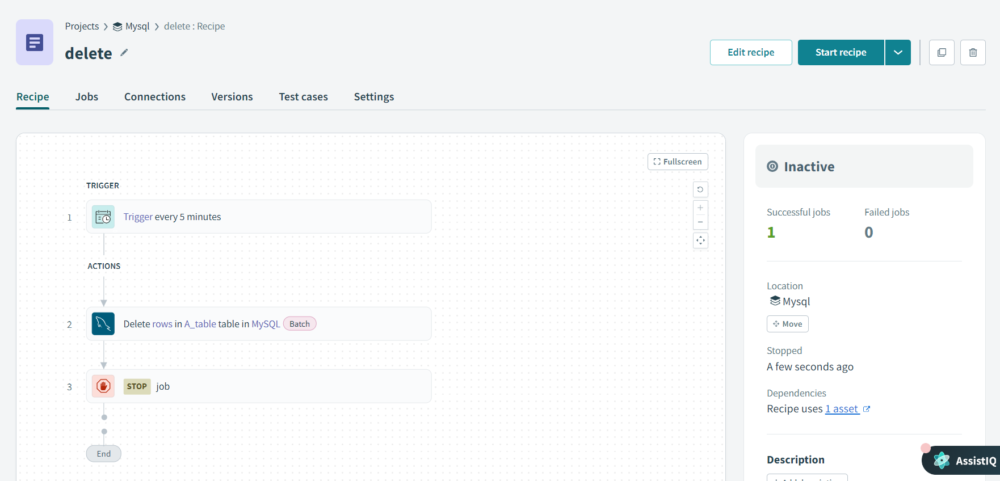 Projects > Mysql > delete : Recipe
delete
Edit recipe
Start recipe
Recipe Jobs Connections Versions Test cases Settings
Fullscreen
TRIGGER
1 Trigger every 5 minutes
ACTIONS
2 Delete rows in A_table table in MySQL Batch
3 STOP job
End
Inactive
Successful jobs Failed jobs
1 0
Location
Mysql
Move
Stopped
A few seconds ago
Dependencies
Recipe uses 1 asset
Description
AssistIQ